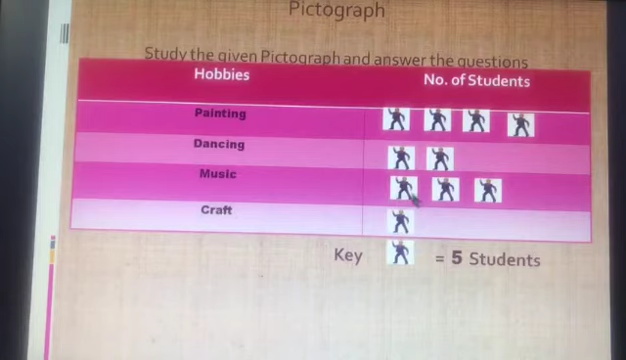 Pictograph
Study the given Pictograph and answer the questions
Hobbies No. of Students
Painting
Dancing
Music
Craft
Key = 5 Students